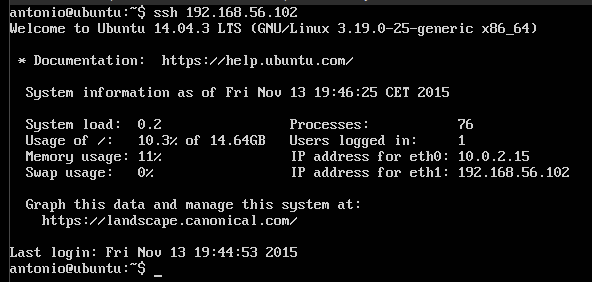 antonio@ubuntu:~$ ssh 192.168.56.102
Welcome to Ubuntu 14.04.3 LTS (GNU/Linux 3.19.0-25-generic x86_64)
* Documentation: https://help.ubuntu.com/
System information as of Fri Nov 13 19:46:25 CET 2015
System load: 0.2 Processes: 76
Usage of /: 10.3% of 14.64GB Users logged in: 1
Memory usage: 11% IP address for eth0: 10.0.2.15
Swap usage: 0% IP address for eth1: 192.168.56.102
Graph this data and manage this system at:
https://landscape.canonical.com/
Last login: Fri Nov 13 19:44:53 2015
antonio@ubuntu:~$ _